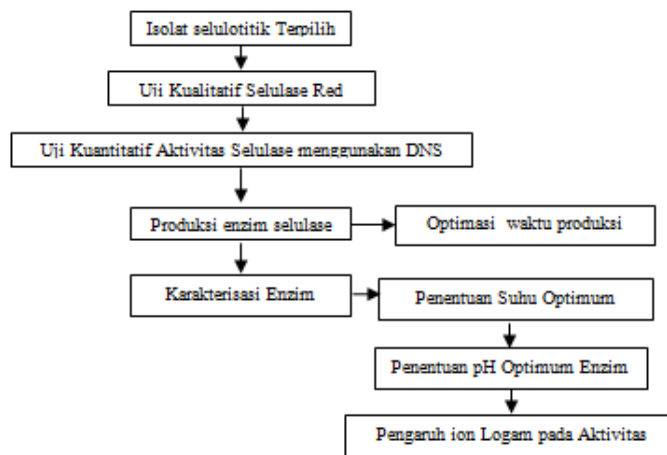 Isolat selulotitik Terpilih
Uji Kualitatif Selulase Red
Uji Kuantitatif Aktivitas Selulase menggunakan DNS
Produksi enzim selulase
Optimasi waktu produksi
Karakterisasi Enzim
Penentuan Suhu Optimum
Penentuan pH Optimum Enzim
Pengaruh ion Logam pada Aktivitas